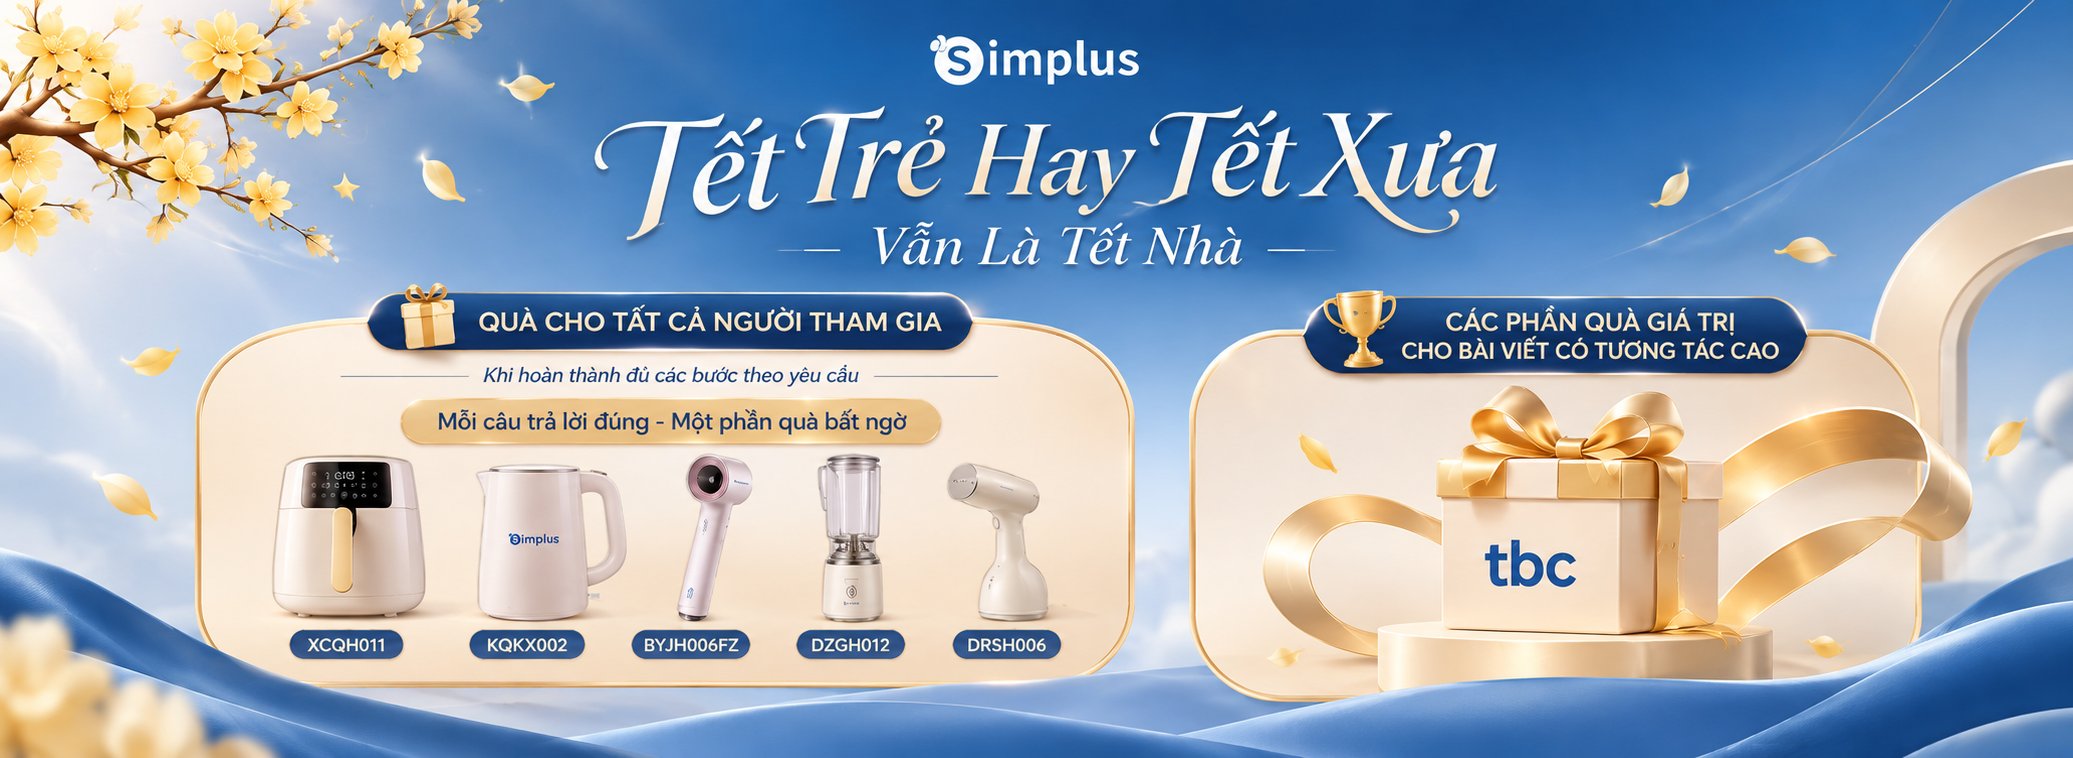 Simplus
Tết Trẻ Hay Tết Xưa
Vẫn Là Tết Nhà
QUÀ CHO TẤT CẢ NGƯỜI THAM GIA
Khi hoàn thành đủ các bước theo yêu cầu
Mỗi câu trả lời đúng - Một phần quà bất ngờ
Simplus
XCQH011
KQKX002
BYJH006FZ
DZGH012
DRSH006
CÁC PHẦN QUÀ GIÁ TRỊ
CHO BÀI VIẾT CÓ TƯƠNG TÁC CAO
tbc